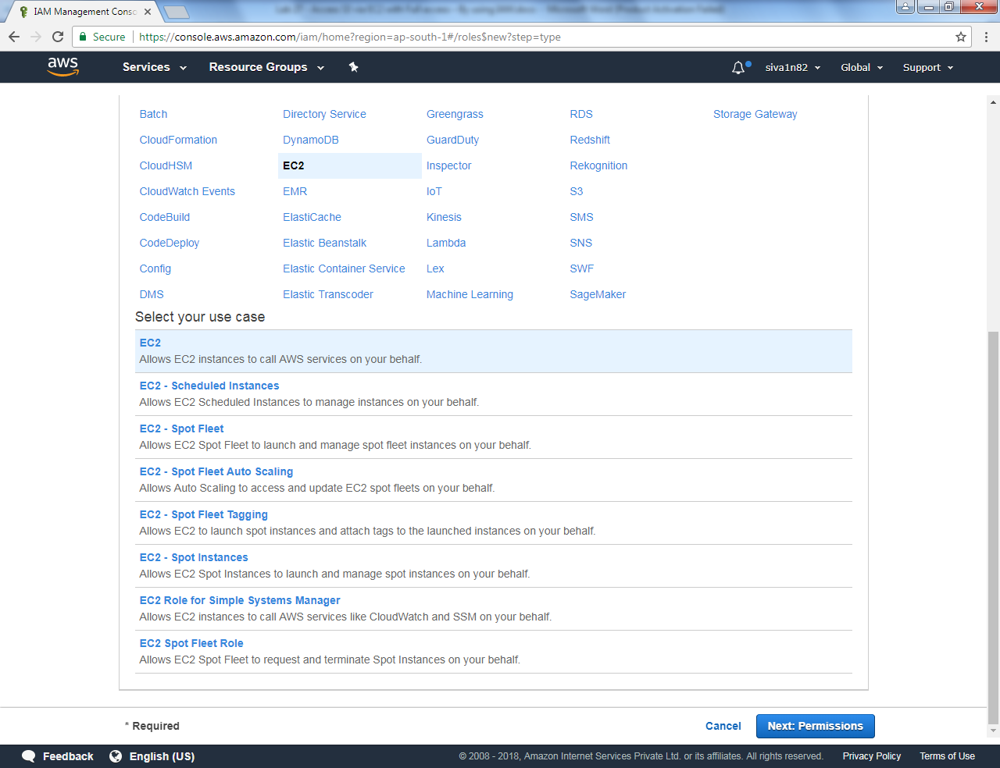 IAM Management Consc
Secure https://console.aws.amazon.com/iam/home?region=ap-south-1#/roles$new?step=type
aws Services Resource Groups siva1n82 Global Support
Batch Directory Service Greengrass RDS Storage Gateway
CloudFormation DynamoDB GuardDuty Redshift
CloudHSM EC2 Inspector Rekognition
CloudWatch Events EMR IoT S3
CodeBuild ElastiCache Kinesis SMS
CodeDeploy Elastic Beanstalk Lambda SNS
Config Elastic Container Service Lex SWF
DMS Elastic Transcoder Machine Learning SageMaker
Select your use case
EC2
Allows EC2 instances to call AWS services on your behalf.
EC2 - Scheduled Instances
Allows EC2 Scheduled Instances to manage instances on your behalf.
EC2 - Spot Fleet
Allows EC2 Spot Fleet to launch and manage spot fleet instances on your behalf.
EC2 - Spot Fleet Auto Scaling
Allows Auto Scaling to access and update EC2 spot fleets on your behalf.
EC2 - Spot Fleet Tagging
Allows EC2 to launch spot instances and attach tags to the launched instances on your behalf.
EC2 - Spot Instances
Allows EC2 Spot Instances to launch and manage spot instances on your behalf.
EC2 Role for Simple Systems Manager
Allows EC2 instances to call AWS services like CloudWatch and SSM on your behalf.
EC2 Spot Fleet Role
Allows EC2 Spot Fleet to request and terminate Spot Instances on your behalf.
* Required Cancel Next: Permissions
Feedback English (US) © 2008 - 2018, Amazon Internet Services Private Ltd. or its affiliates. All rights reserved. Privacy Policy Terms of Use